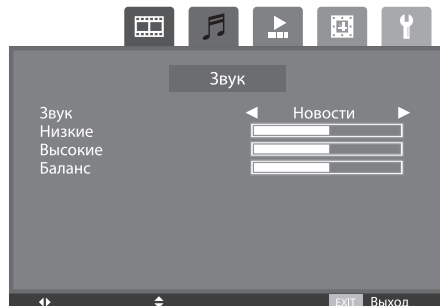 Звук
Звук Новости
Низкие
Высокие
Баланс
EXIT Выход